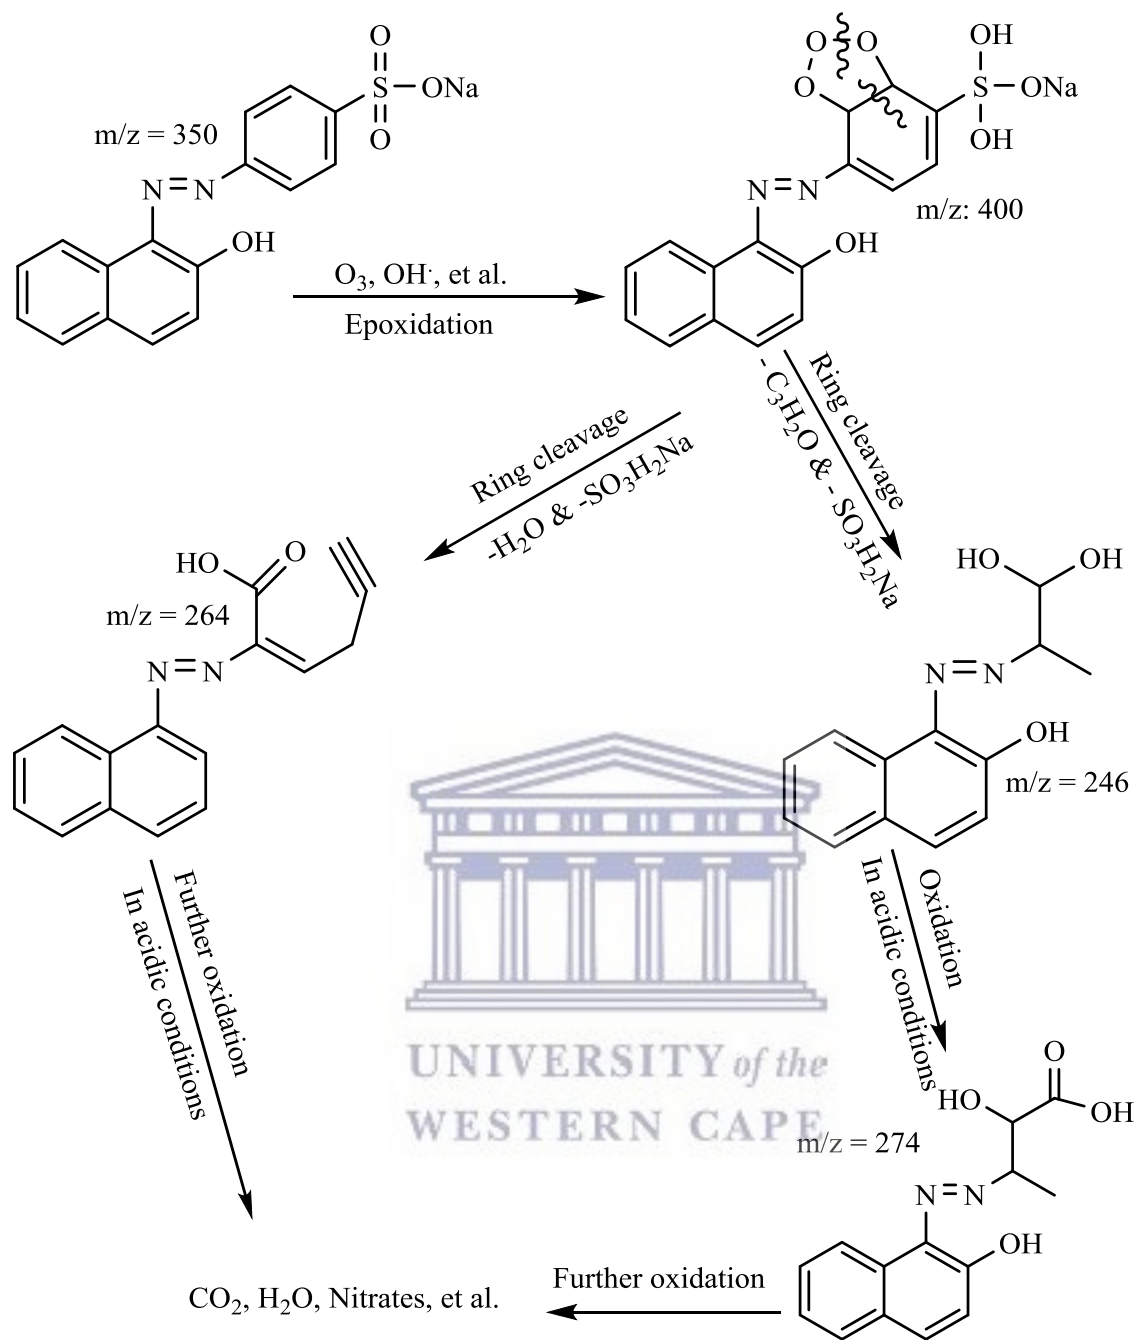 O
S
ONa
O
m/z = 350
N=N
OH
O₃, OH·, et al.
Epoxidation
O
O
O
OH
S
ONa
OH
N=N
m/z: 400
OH
Ring cleavage
-H₂O & -SO₃H₂Na
Ring cleavage
- C₃H₂O & - SO₃H₂Na
HO
O
m/z = 264
N=N
HO
OH
N=N
OH
m/z = 246
Further oxidation
In acidic conditions
Oxidation
In acidic conditions
UNIVERSITY of the
WESTERN CAPE
O
HO
OH
m/z = 274
N=N
OH
Further oxidation
CO₂, H₂O, Nitrates, et al.